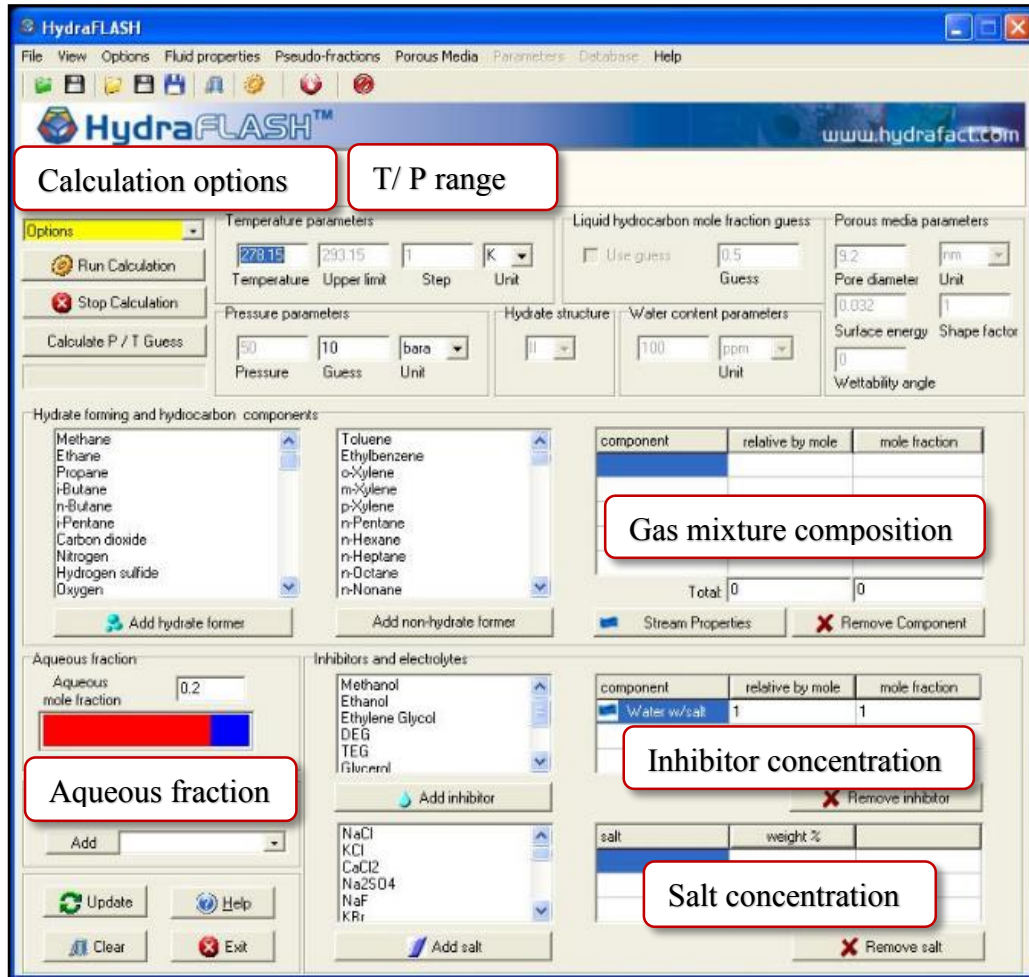 HydraFLASH
File View Options Fluid properties Pseudo-fractions Porous Media Parameters Database Help
HydraFLASH™
www.hydrafact.com
Calculation options
T/ P range
Options
Run Calculation
Stop Calculation
Calculate P / T Guess
Temperature parameters
278.15 293.15 1 K
Temperature Upper limit Step Unit
Pressure parameters
50 10 bara
Pressure Guess Unit
Liquid hydrocarbon mole fraction guess
Use guess 0.5
Guess
Hydrate structure
II
Water content parameters
100 ppm
Unit
Porous media parameters
9.2 nm
Pore diameter Unit
0.032 1
Surface energy Shape factor
0
Wettability angle
Hydrate forming and hydrocarbon components
Methane
Ethane
Propane
i-Butane
n-Butane
i-Pentane
Carbon dioxide
Nitrogen
Hydrogen sulfide
Oxygen
Add hydrate former
Toluene
Ethylbenzene
o-Xylene
m-Xylene
p-Xylene
n-Pentane
n-Hexane
n-Heptane
n-Octane
n-Nonane
Add non-hydrate former
component relative by mole mole fraction
Gas mixture composition
Total: 0 0
Stream Properties Remove Component
Aqueous fraction
Aqueous
mole fraction 0.2
Aqueous fraction
Add
Update Help
Clear Exit
Inhibitors and electrolytes
Methanol
Ethanol
Ethylene Glycol
DEG
TEG
Glycerol
Add inhibitor
component relative by mole mole fraction
Water w/salt 1 1
Inhibitor concentration
Remove inhibitor
NaCl
KCl
CaCl2
Na2SO4
NaF
KBr
Add salt
salt weight %
Salt concentration
Remove salt